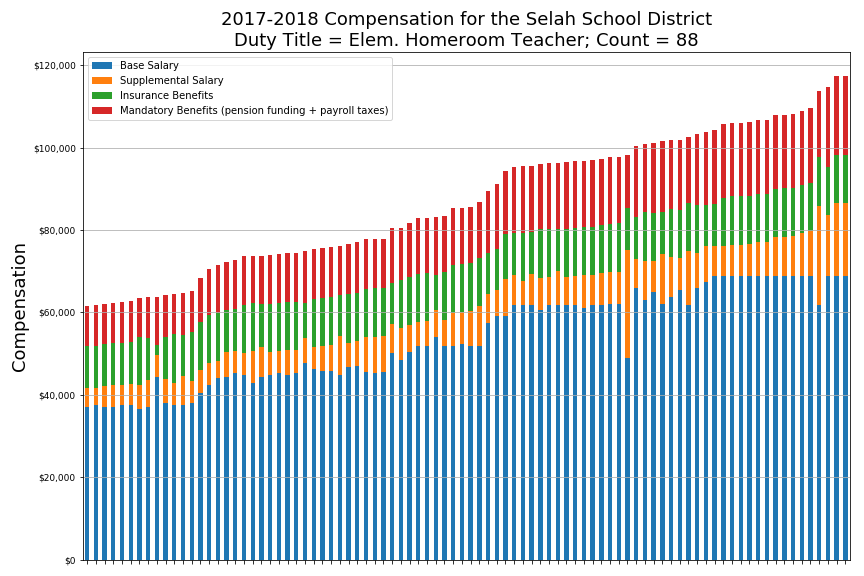 2017-2018 Compensation for the Selah School District
Duty Title = Elem. Homeroom Teacher; Count = 88
Base Salary
Supplemental Salary
Insurance Benefits
Mandatory Benefits (pension funding + payroll taxes)
$120,000
$100,000
$80,000
$60,000
$40,000
$20,000
$0
Compensation